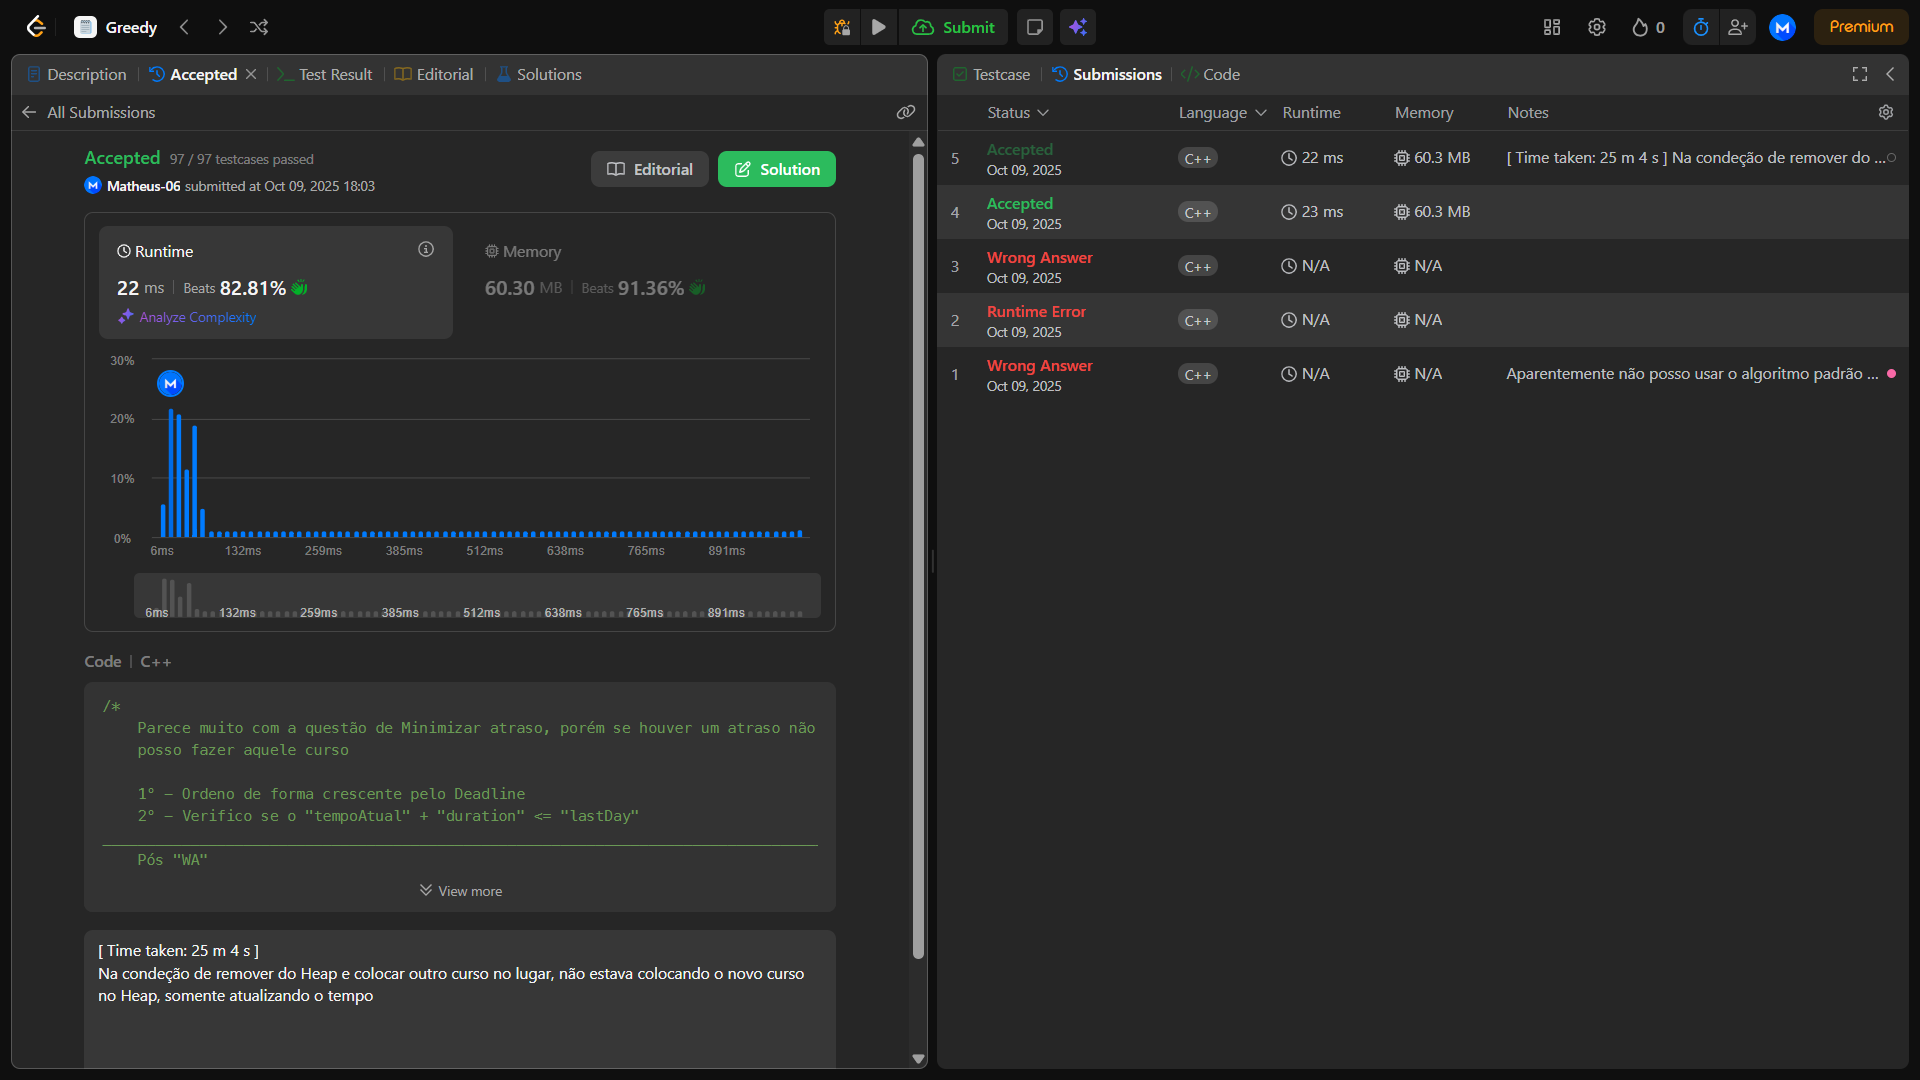 Greedy
Submit
0
Premium
Description
Accepted
Test Result
Editorial
Solutions
All Submissions
Accepted 97 / 97 testcases passed
M Matheus-06 submitted at Oct 09, 2025 18:03
Editorial
Solution
Runtime
22 ms Beats 82.81%
Analyze Complexity
Memory
60.30 MB Beats 91.36%
30%
20%
10%
0%
M
6ms 132ms 259ms 385ms 512ms 638ms 765ms 891ms
6ms 132ms 259ms 385ms 512ms 638ms 765ms 891ms
Code | C++
/*
Parece muito com a questão de Minimizar atraso, porém se houver um atraso não
posso fazer aquele curso
1º – Ordeno de forma crescente pelo Deadline
2º – Verifico se o "tempoAtual" + "duration" <= "lastDay"
Pós "WA"
View more
[ Time taken: 25 m 4 s ]
Na condeção de remover do Heap e colocar outro curso no lugar, não estava colocando o novo curso
no Heap, somente atualizando o tempo
Testcase
Submissions
Code
Status Language Runtime Memory Notes
5 Accepted C++ 22 ms 60.3 MB [ Time taken: 25 m 4 s ] Na condeção de remover do ...
Oct 09, 2025
4 Accepted C++ 23 ms 60.3 MB
Oct 09, 2025
3 Wrong Answer C++ N/A N/A
Oct 09, 2025
2 Runtime Error C++ N/A N/A
Oct 09, 2025
1 Wrong Answer C++ N/A N/A Aparentemente não posso usar o algoritmo padrão ...
Oct 09, 2025